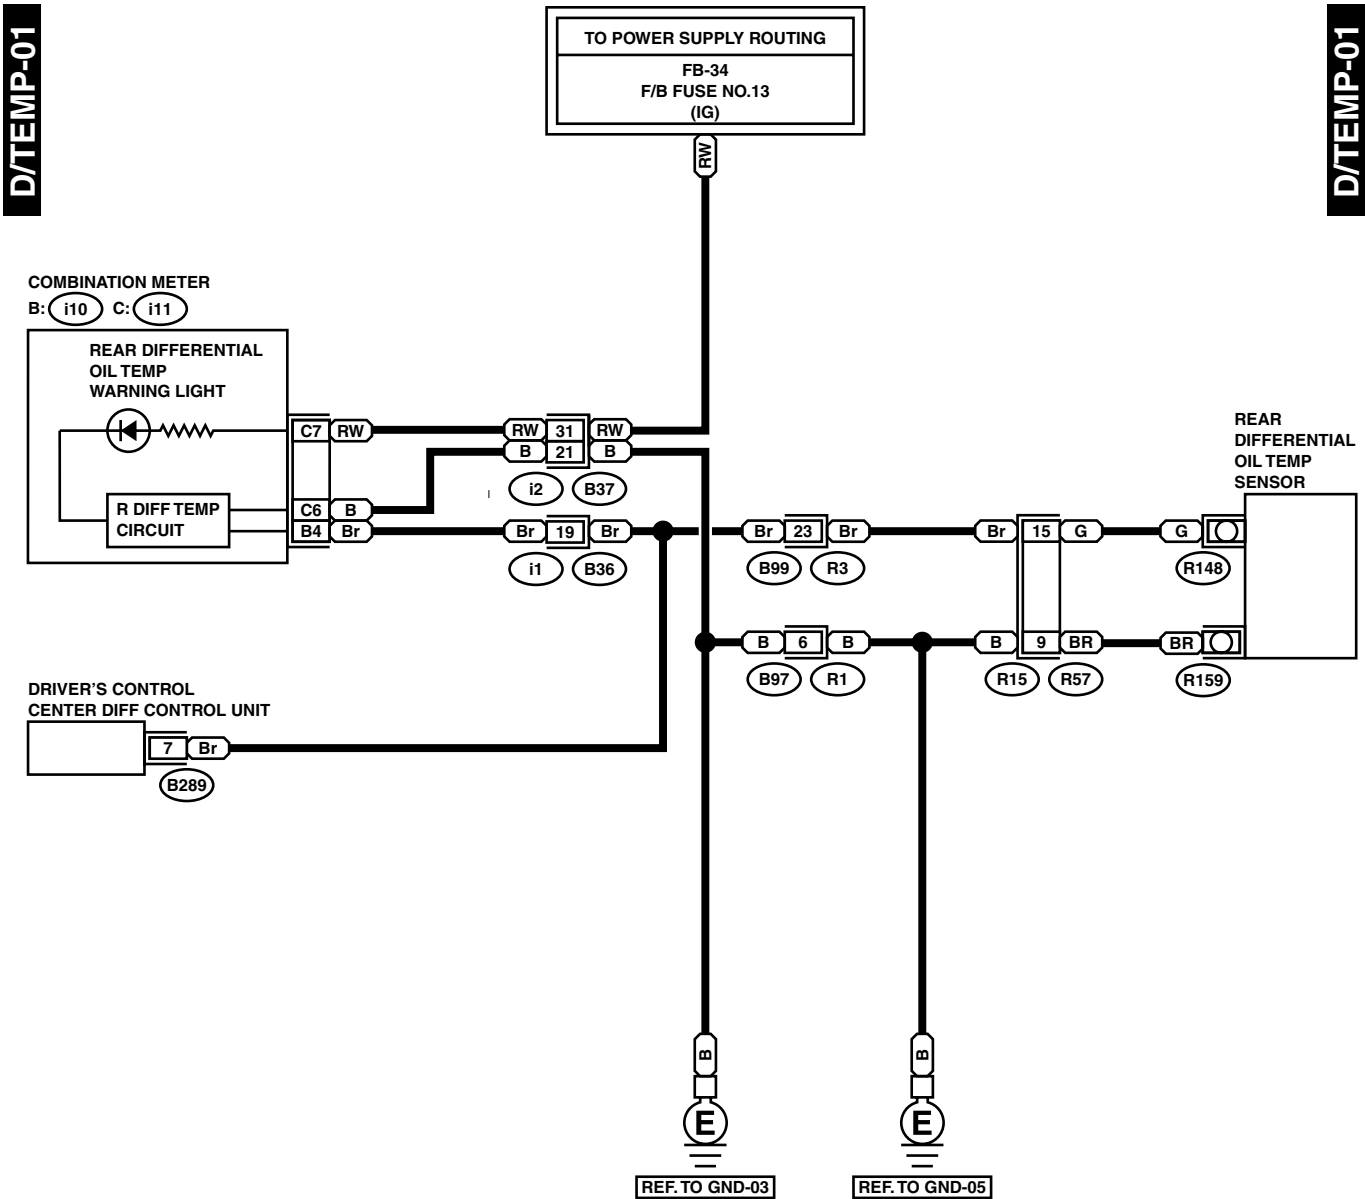 D/TEMP-01
D/TEMP-01
TO POWER SUPPLY ROUTING
FB-34
F/B FUSE NO.13
(IG)
RW
COMBINATION METER
B: i10 C: i11
REAR DIFFERENTIAL
OIL TEMP
WARNING LIGHT
C7 RW RW 31 RW
B 21 B
i2 B37
R DIFF TEMP
CIRCUIT
C6 B
B4 Br Br 19 Br Br 23 Br Br 15 G G
i1 B36 B99 R3 R148
REAR
DIFFERENTIAL
OIL TEMP
SENSOR
B 6 B B 9 BR BR
B97 R1 R15 R57 R159
DRIVER'S CONTROL
CENTER DIFF CONTROL UNIT
7 Br
B289
B B
E E
REF. TO GND-03 REF. TO GND-05